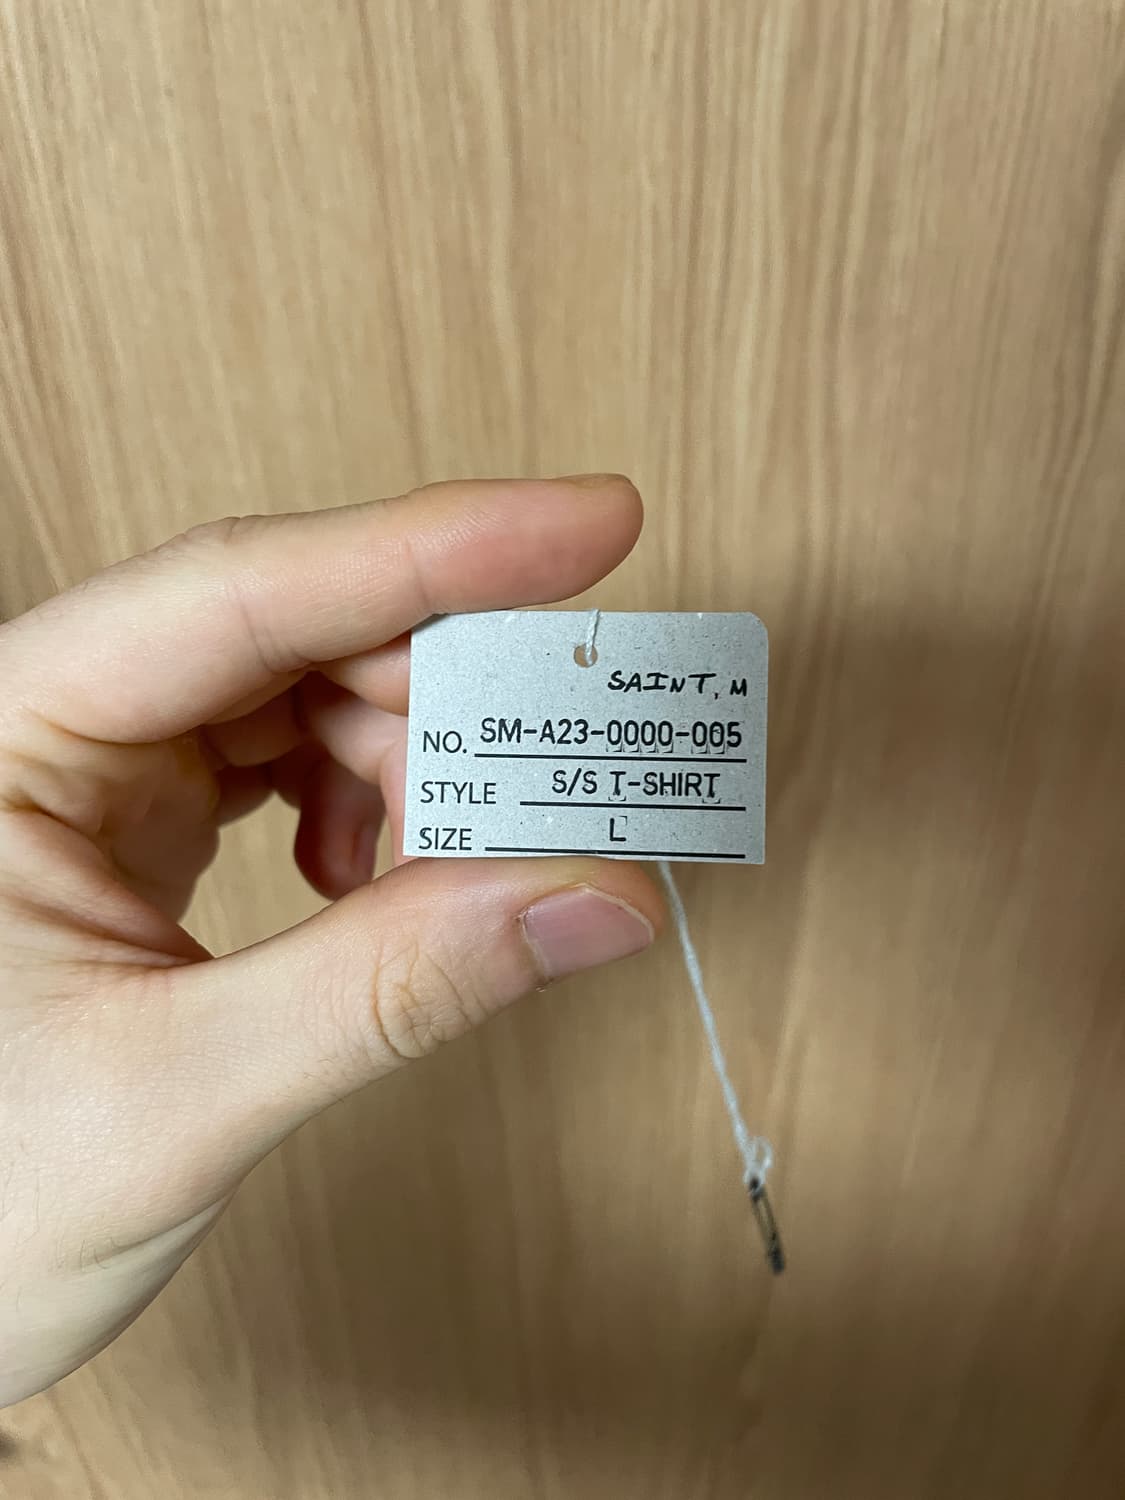 SAINT, M
NO. SM-A23-0000-005
STYLE S/S T-SHIRT
SIZE L